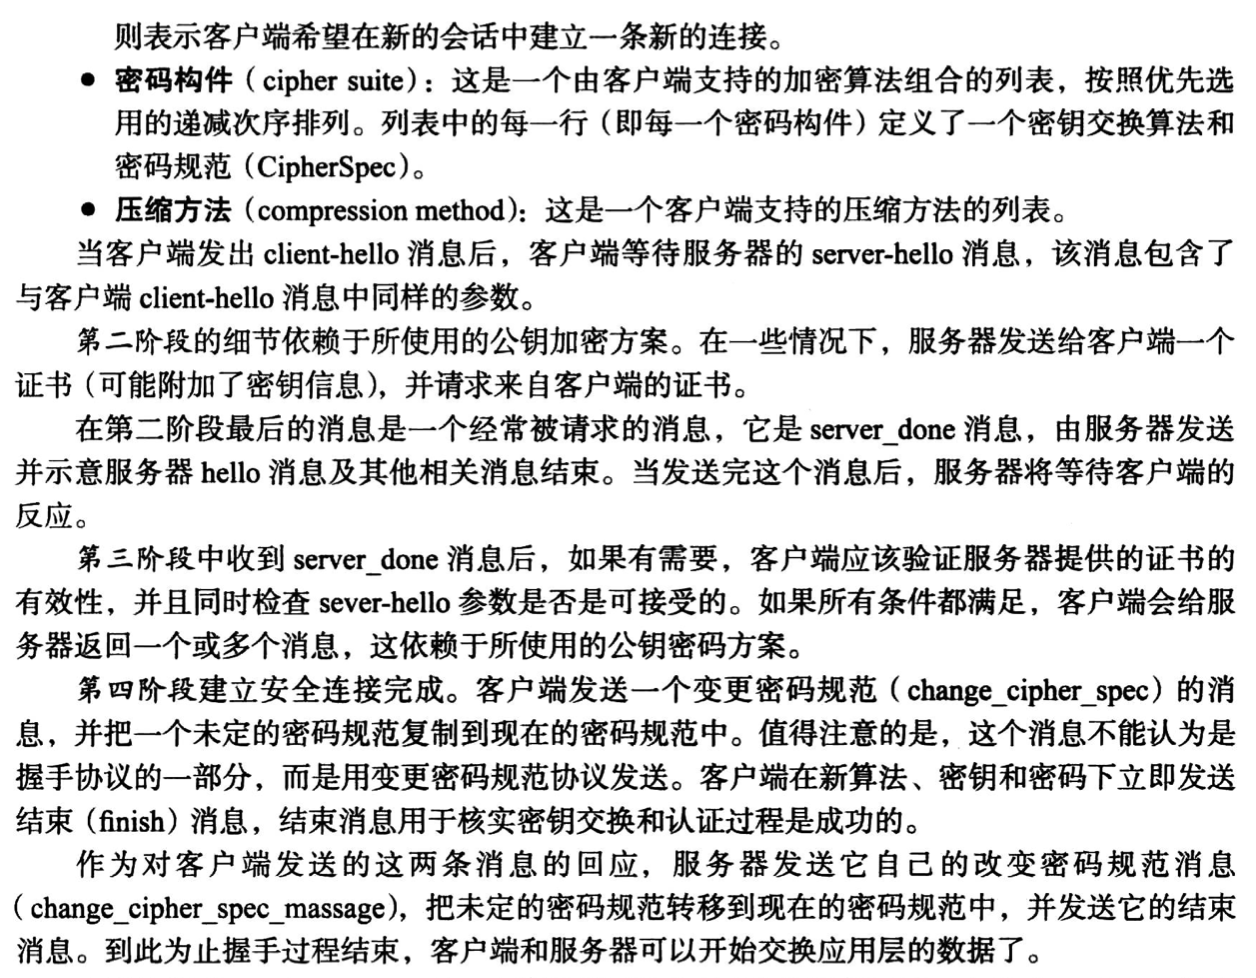 则表示客户端希望在新的会话中建立一条新的连接。
● 密码构件（cipher suite）：这是一个由客户端支持的加密算法组合的列表，按照优先选
用的递减次序排列。列表中的每一行（即每一个密码构件）定义了一个密钥交换算法和
密码规范（CipherSpec）。
● 压缩方法（compression method）：这是一个客户端支持的压缩方法的列表。
当客户端发出 client-hello 消息后，客户端等待服务器的 server-hello 消息，该消息包含了
与客户端 client-hello 消息中同样的参数。
第二阶段的细节依赖于所使用的公钥加密方案。在一些情况下，服务器发送给客户端一个
证书（可能附加了密钥信息），并请求来自客户端的证书。
在第二阶段最后的消息是一个经常被请求的消息，它是 server_done 消息，由服务器发送
并示意服务器 hello 消息及其他相关消息结束。当发送完这个消息后，服务器将等待客户端的
反应。
第三阶段中收到 server_done 消息后，如果有需要，客户端应该验证服务器提供的证书的
有效性，并且同时检查 sever-hello 参数是否是可接受的。如果所有条件都满足，客户端会给服
务器返回一个或多个消息，这依赖于所使用的公钥密码方案。
第四阶段建立安全连接完成。客户端发送一个变更密码规范（change_cipher_spec）的消
息，并把一个未定的密码规范复制到现在的密码规范中。值得注意的是，这个消息不能认为是
握手协议的一部分，而是用变更密码规范协议发送。客户端在新算法、密钥和密码下立即发送
结束（finish）消息，结束消息用于核实密钥交换和认证过程是成功的。
作为对客户端发送的这两条消息的回应，服务器发送它自己的改变密码规范消息
（change_cipher_spec_massage），把未定的密码规范转移到现在的密码规范中，并发送它的结束
消息。到此为止握手过程结束，客户端和服务器可以开始交换应用层的数据了。